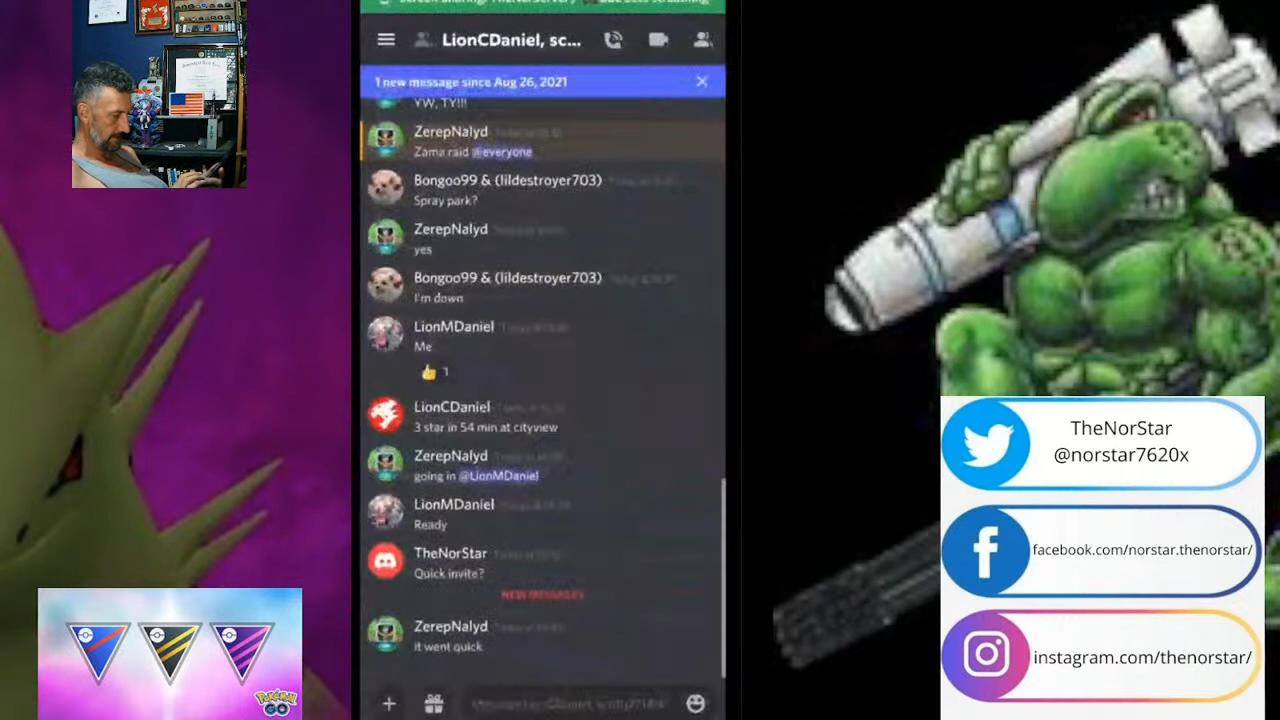 LionCDaniel, sc...
1 new message since Aug 26, 2021
YW, TY!!!
ZerepNalyd
Zama raid @everyone
Bongoo99 & (lildestroyer703)
Spray park?
ZerepNalyd
yes
Bongoo99 & (lildestroyer703)
I'm down
LionMDaniel
Me
👍 1
LionCDaniel
3 star in 54 min at cityview
ZerepNalyd
going in @LionMDaniel
LionMDaniel
Ready
TheNorStar
Quick invite?
NEW MESSAGES
ZerepNalyd
it went quick
TheNorStar
@norstar7620x
facebook.com/norstar.thenorstar/
instagram.com/thenorstar/
Pokémon
GO